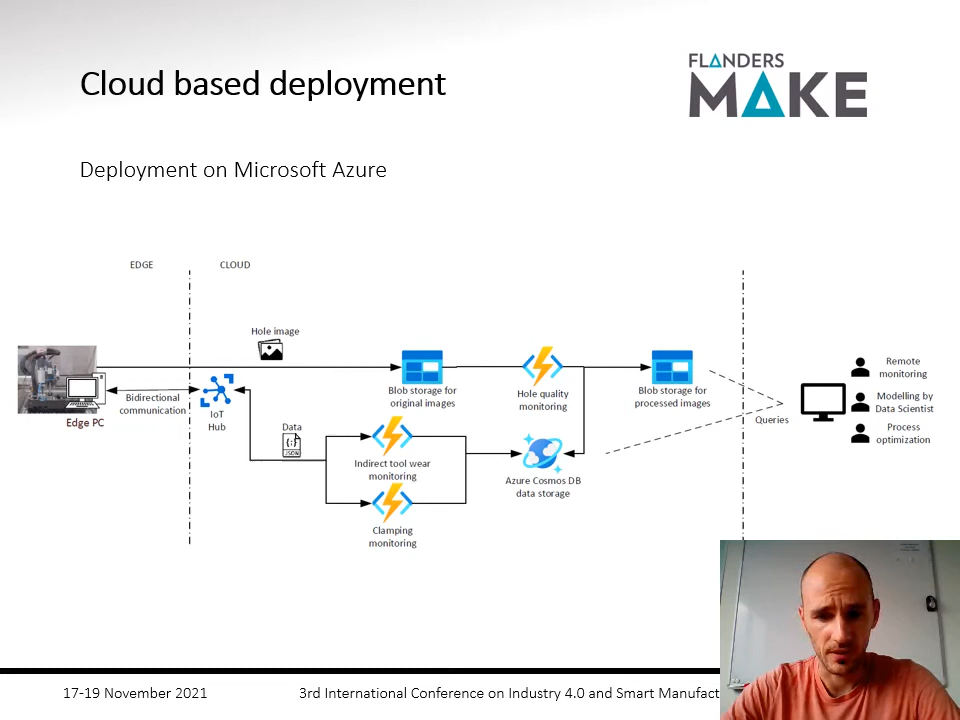 Cloud based deployment
FLANDERS
MAKE
Deployment on Microsoft Azure
EDGE
CLOUD
Hole image
Bidirectional
communication
Edge PC
IoT
Hub
Data
{;}
JSON
Blob storage for
original images
Hole quality
monitoring
Blob storage for
processed images
Indirect tool wear
monitoring
Clamping
monitoring
Azure Cosmos DB
data storage
Queries
Remote
monitoring
Modelling by
Data Scientist
Process
optimization
17-19 November 2021
3rd International Conference on Industry 4.0 and Smart Manufact